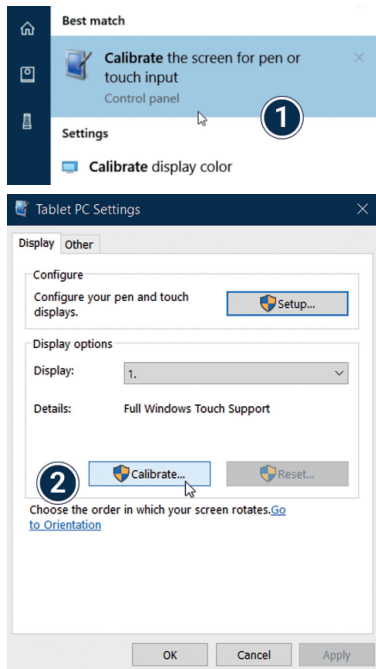 Best match
Calibrate the screen for pen or
touch input
Control panel
1
Settings
Calibrate display color
Tablet PC Settings
Display Other
Configure
Configure your pen and touch
displays.
Setup...
Display options
Display: 1.
Details: Full Windows Touch Support
2
Calibrate... Reset...
Choose the order in which your screen rotates.Go
to Orientation
OK Cancel Apply